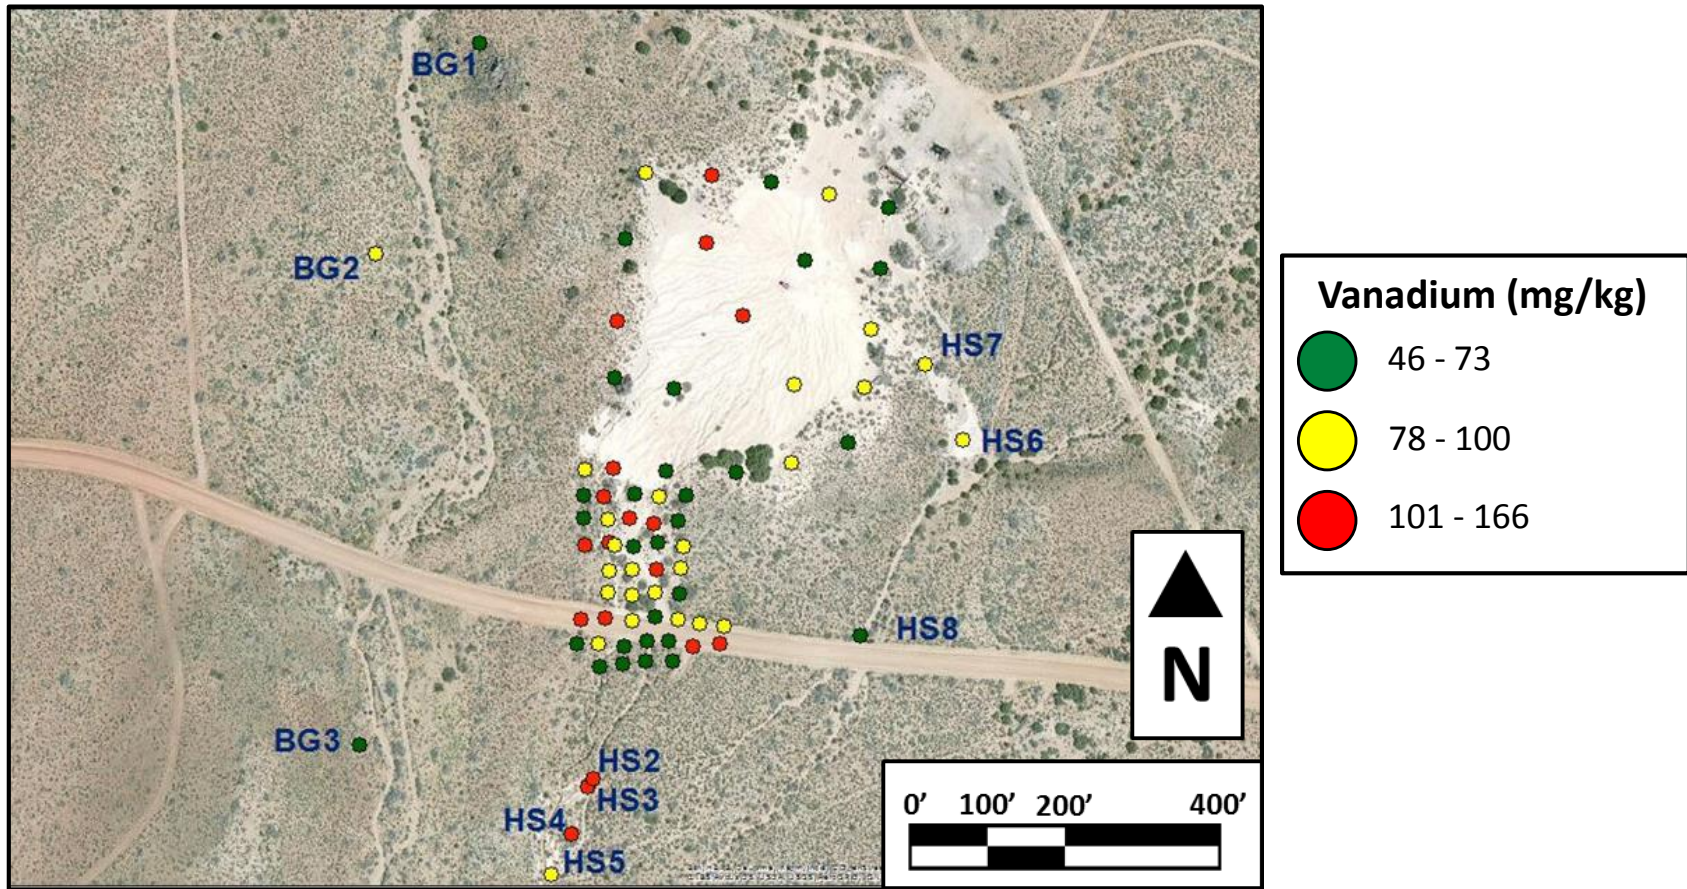 BG1
BG2
HS7
HS6
HS8
BG3
HS2
HS3
HS4
HS5
N
0’ 100’ 200’ 400’
Vanadium (mg/kg)
46 - 73
78 - 100
101 - 166